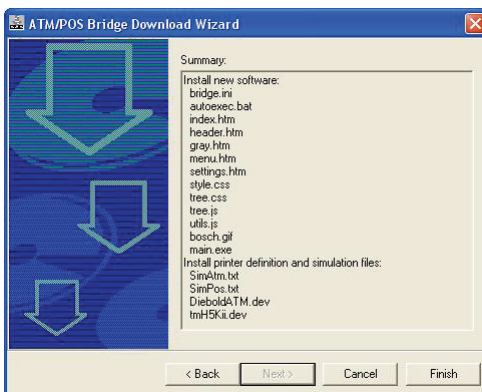 ATM/POS Bridge Download Wizard
Summary:
Install new software:
bridge.ini
autoexec.bat
index.htm
header.htm
gray.htm
menu.htm
settings.htm
style.css
tree.css
tree.js
utils.js
bosch.gif
main.exe
Install printer definition and simulation files:
SimAtm.txt
SimPos.txt
DieboldATM.dev
tmH5Kii.dev
< Back Next > Cancel Finish